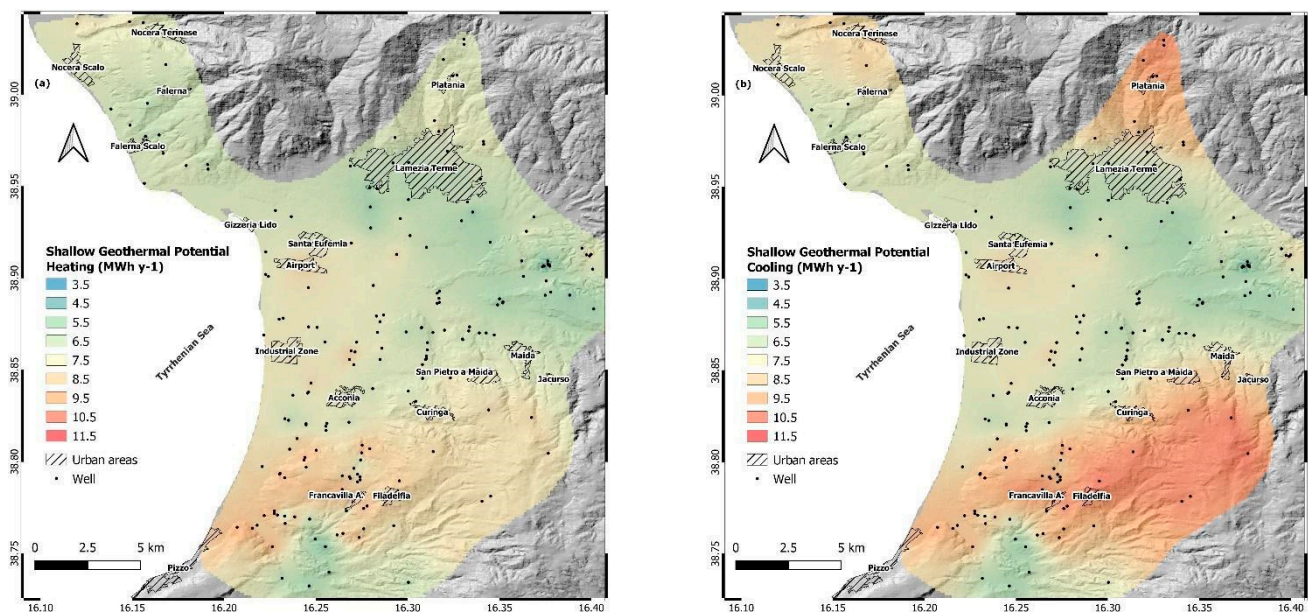 (a)
Nocera Terinese
Nocera Scalo
Falerna
Falerna Scalo
Platania
Lamezia Terme
Gizzeria Lido
Santa Eufemia
Airport
Industrial Zone
Tyrrhenian Sea
Maida
San Pietro a Maida
Jacurso
Acconia
Curinga
Francavilla A.
Filadelfia
Pizzo
Shallow Geothermal Potential
Heating (MWh y-1)
3.5
4.5
5.5
6.5
7.5
8.5
9.5
10.5
11.5
Urban areas
Well
0 2.5 5 km
39.00
38.95
38.90
38.85
38.80
38.75
16.10 16.15 16.20 16.25 16.30 16.35 16.40
(b)
Nocera Terinese
Nocera Scalo
Falerna
Falerna Scalo
Platania
Lamezia Terme
Gizzeria Lido
Santa Eufemia
Airport
Industrial Zone
Tyrrhenian Sea
Maida
San Pietro a Maida
Jacurso
Acconia
Curinga
Francavilla A.
Filadelfia
Pizzo
Shallow Geothermal Potential
Cooling (MWh y-1)
3.5
4.5
5.5
6.5
7.5
8.5
9.5
10.5
11.5
Urban areas
Well
0 2.5 5 km
39.00
38.95
38.90
38.85
38.80
38.75
16.10 16.15 16.20 16.25 16.30 16.35 16.40